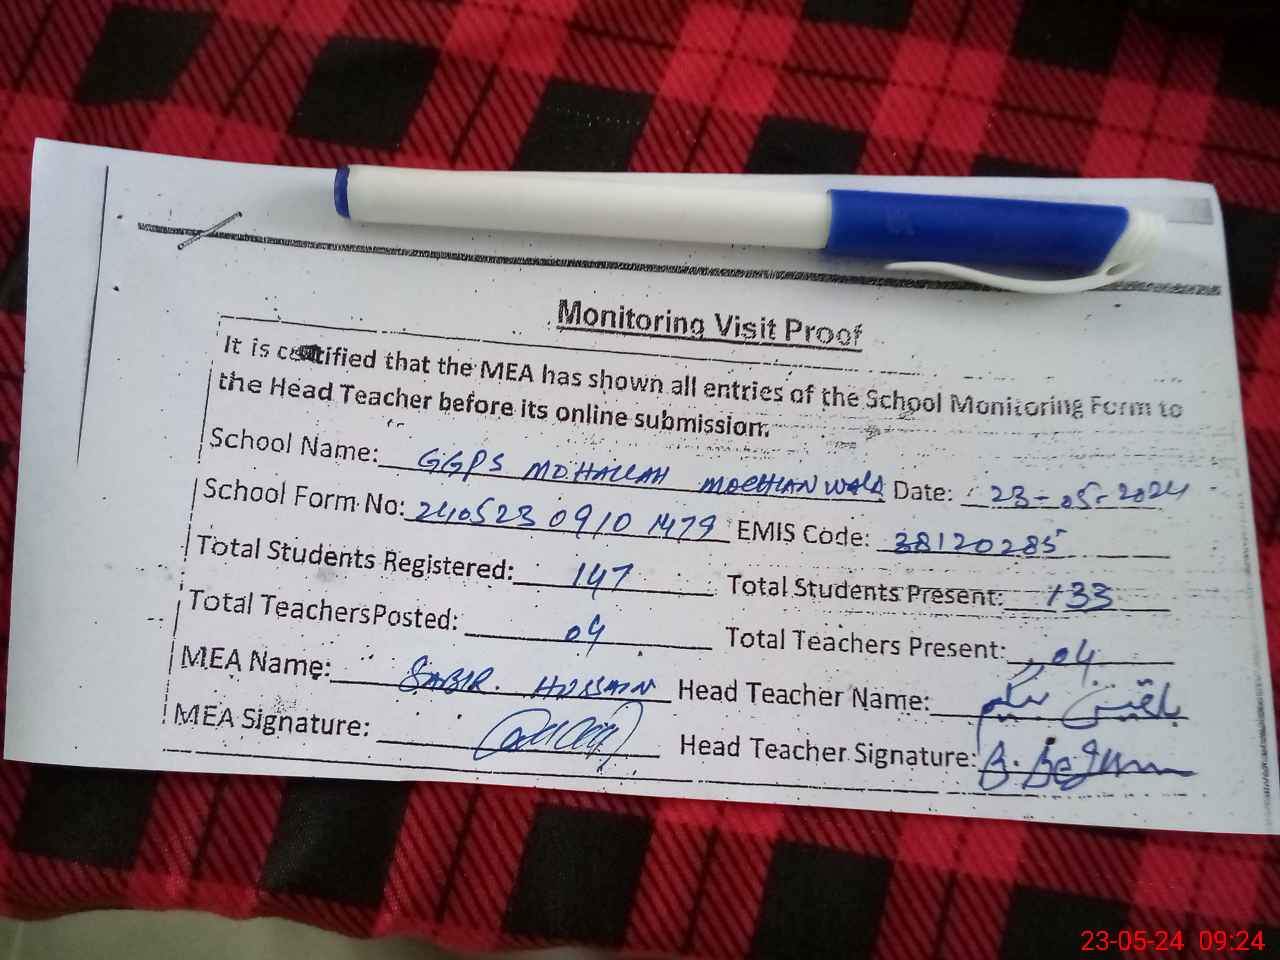 Monitoring Visit Proof
It is certified that the MEA has shown all entries of the School Monitoring Form to
the Head Teacher before its online submission.
School Name: GGPS MOHALLAH MOCHIAN WALA Date: 23-05-2024
School Form No: 240523 0910 1479 EMIS Code: 38120285
Total Students Registered: 147 Total Students Present: 133
Total TeachersPosted: 04 Total Teachers Present: 04
MEA Name: SABIR. HUSSAIN Head Teacher Name: بلقیس بیگم
MEA Signature: Head Teacher Signature: B. Begum
23-05-24 09:24